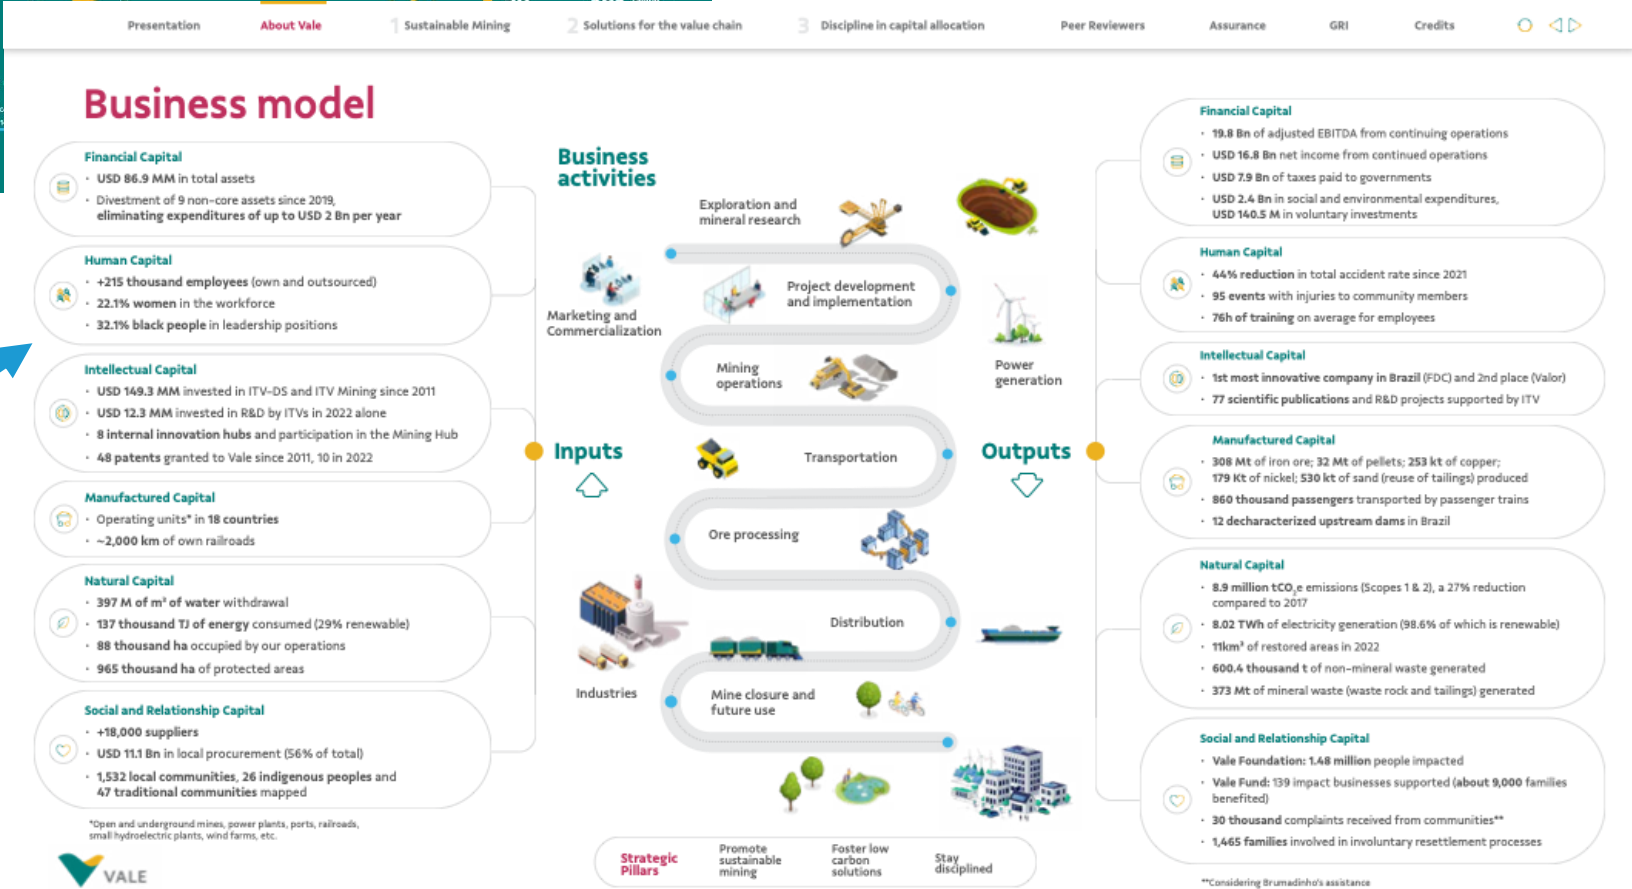 Presentation
About Vale
1 Sustainable Mining
2 Solutions for the value chain
3 Discipline in capital allocation
Peer Reviewers
Assurance
GRI
Credits
Business model
Financial Capital
· USD 86.9 MM in total assets
· Divestment of 9 non-core assets since 2019,
eliminating expenditures of up to USD 2 Bn per year
Human Capital
· +215 thousand employees (own and outsourced)
· 22.1% women in the workforce
· 32.1% black people in leadership positions
Intellectual Capital
· USD 149.3 MM invested in ITV-DS and ITV Mining since 2011
· USD 12.3 MM invested in R&D by ITVs in 2022 alone
· 8 internal innovation hubs and participation in the Mining Hub
· 48 patents granted to Vale since 2011, 10 in 2022
Manufactured Capital
· Operating units* in 18 countries
· ~2,000 km of own railroads
Natural Capital
· 397 M of m³ of water withdrawal
· 137 thousand TJ of energy consumed (29% renewable)
· 88 thousand ha occupied by our operations
· 965 thousand ha of protected areas
Social and Relationship Capital
· +18,000 suppliers
· USD 11.1 Bn in local procurement (56% of total)
· 1,532 local communities, 26 indigenous peoples and
47 traditional communities mapped
*Open and underground mines, power plants, ports, railroads,
small hydroelectric plants, wind farms, etc.
VALE
Inputs
Business
activities
Exploration and
mineral research
Marketing and
Commercialization
Project development
and implementation
Power
generation
Mining
operations
Transportation
Ore processing
Distribution
Industries
Mine closure and
future use
Strategic
Pillars
Promote
sustainable
mining
Foster low
carbon
solutions
Stay
disciplined
Outputs
Financial Capital
· 19.8 Bn of adjusted EBITDA from continuing operations
· USD 16.8 Bn net income from continued operations
· USD 7.9 Bn of taxes paid to governments
· USD 2.4 Bn in social and environmental expenditures,
USD 140.5 M in voluntary investments
Human Capital
· 44% reduction in total accident rate since 2021
· 95 events with injuries to community members
· 76h of training on average for employees
Intellectual Capital
· 1st most innovative company in Brazil (FDC) and 2nd place (Valor)
· 77 scientific publications and R&D projects supported by ITV
Manufactured Capital
· 308 Mt of iron ore; 32 Mt of pellets; 253 kt of copper;
179 Kt of nickel; 530 kt of sand (reuse of tailings) produced
· 860 thousand passengers transported by passenger trains
· 12 decharacterized upstream dams in Brazil
Natural Capital
· 8.9 million tCO₂e emissions (Scopes 1 & 2), a 27% reduction
compared to 2017
· 8.02 TWh of electricity generation (98.6% of which is renewable)
· 11km² of restored areas in 2022
· 600.4 thousand t of non-mineral waste generated
· 373 Mt of mineral waste (waste rock and tailings) generated
Social and Relationship Capital
· Vale Foundation: 1.48 million people impacted
· Vale Fund: 139 impact businesses supported (about 9,000 families
benefited)
· 30 thousand complaints received from communities**
· 1,465 families involved in involuntary resettlement processes
**Considering Brumadinho's assistance